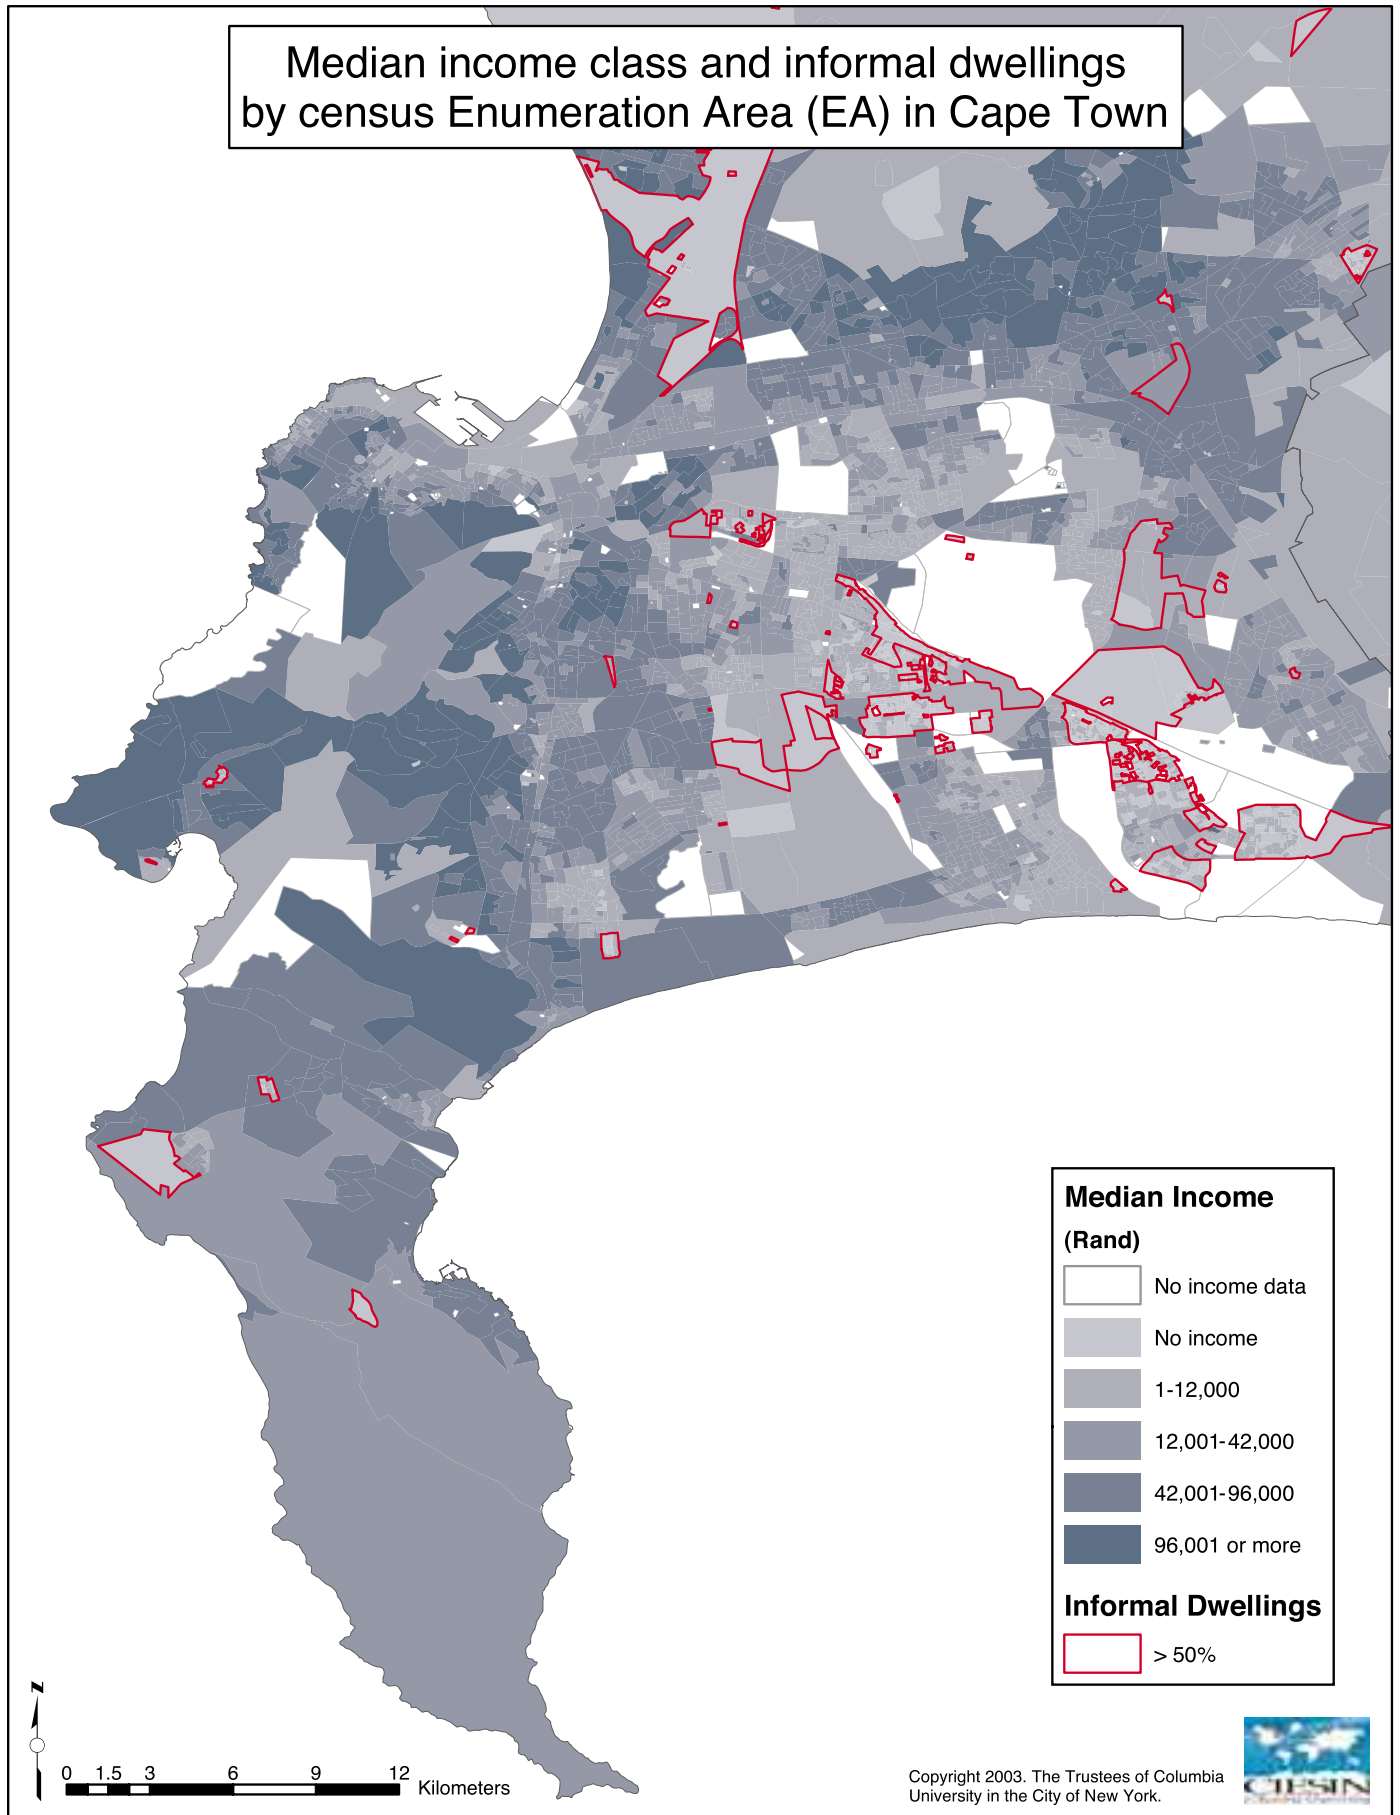 Median income class and informal dwellings
by census Enumeration Area (EA) in Cape Town
Median Income
(Rand)
No income data
No income
1-12,000
12,001-42,000
42,001-96,000
96,001 or more
Informal Dwellings
> 50%
N
0 1.5 3 6 9 12
Kilometers
Copyright 2003. The Trustees of Columbia
University in the City of New York.
CIESIN